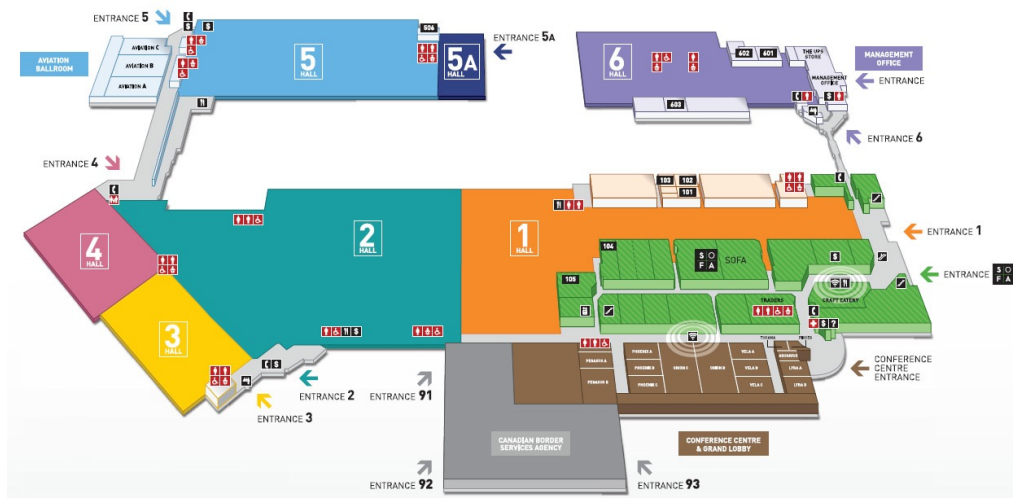 ENTRANCE 5
AVIATION
BALLROOM
AVIATION C
AVIATION B
AVIATION A
5
HALL
506
5A
HALL
ENTRANCE 5A
6
HALL
602
601
603
THE UPS
STORE
MANAGEMENT
OFFICE
MANAGEMENT
OFFICE
ENTRANCE
ENTRANCE 6
ENTRANCE 4
4
HALL
3
HALL
2
HALL
1
HALL
103
102
101
104
105
S O
F A
SOFA
TRADERS
CRAFT EATERY
ENTRANCE 1
ENTRANCE S O
F A
CONFERENCE
CENTRE
ENTRANCE
PEGASUS A
PEGASUS B
PHOENIX A
PHOENIX B
PHOENIX C
ORION C
ORION B
VELA A
VELA B
VELA C
LYRA A
ENTRANCE 2
ENTRANCE 3
ENTRANCE 91
CANADIAN BORDER
SERVICES AGENCY
CONFERENCE CENTRE
& GRAND LOBBY
ENTRANCE 92
ENTRANCE 93